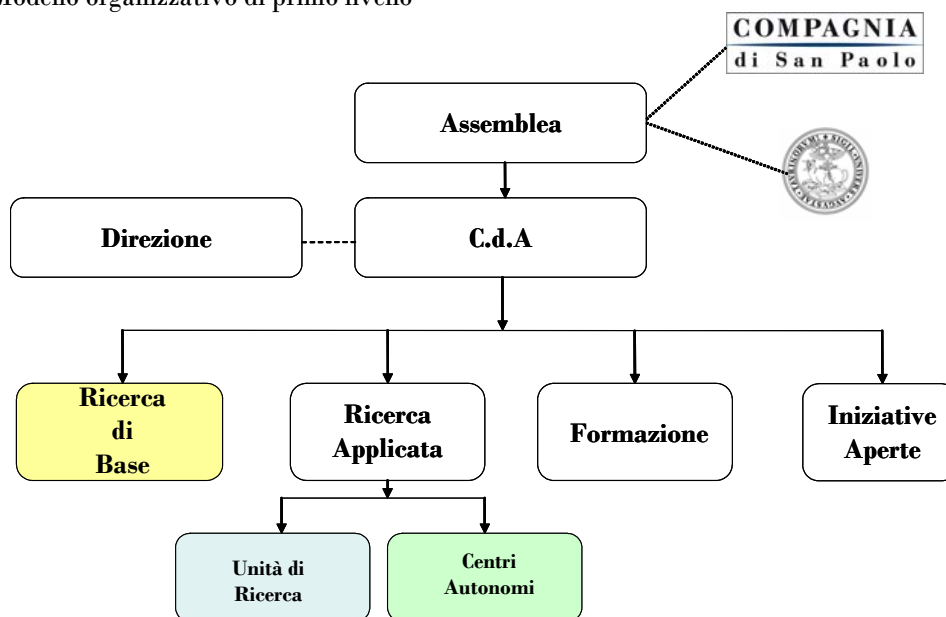 modello organizzativo di primo livello
COMPAGNIA
di San Paolo
Assemblea
Direzione
C.d.A
Ricerca
di
Base
Ricerca
Applicata
Formazione
Iniziative
Aperte
Unità di
Ricerca
Centri
Autonomi